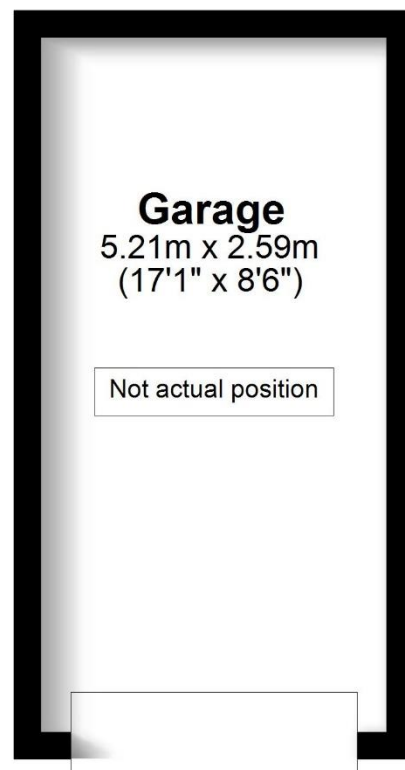 Garage
5.21m x 2.59m
(17'1" x 8'6")
Not actual position